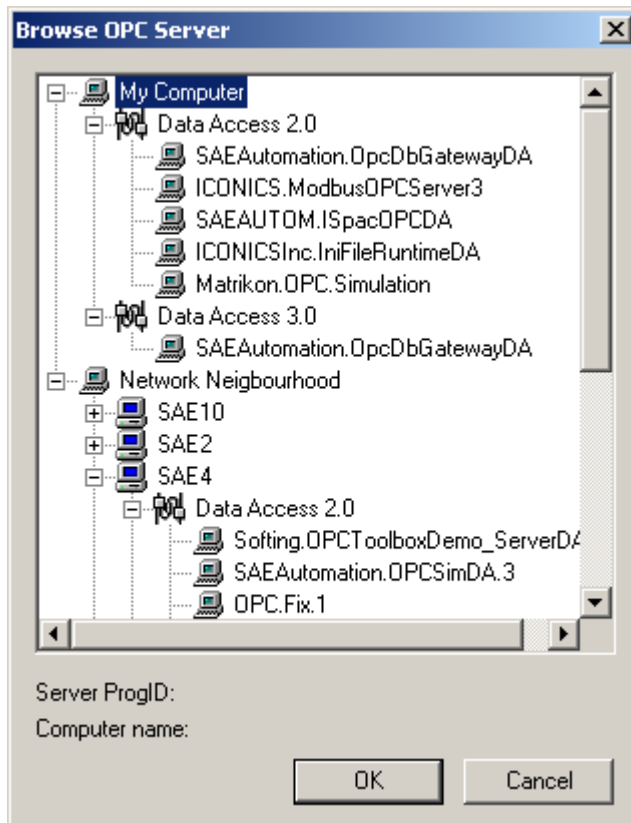 Browse OPC Server
My Computer
Data Access 2.0
SAEAutomation.OpcDbGatewayDA
ICONICS.ModbusOPCServer3
SAEAUTOM.ISpacOPCDA
ICONICSInc.IniFileRuntimeDA
Matrikon.OPC.Simulation
Data Access 3.0
SAEAutomation.OpcDbGatewayDA
Network Neigbourhood
SAE10
SAE2
SAE4
Data Access 2.0
Softing.OPCToolboxDemo_ServerDA
SAEAutomation.OPCSimDA.3
OPC.Fix.1
Server ProgID:
Computer name:
OK Cancel